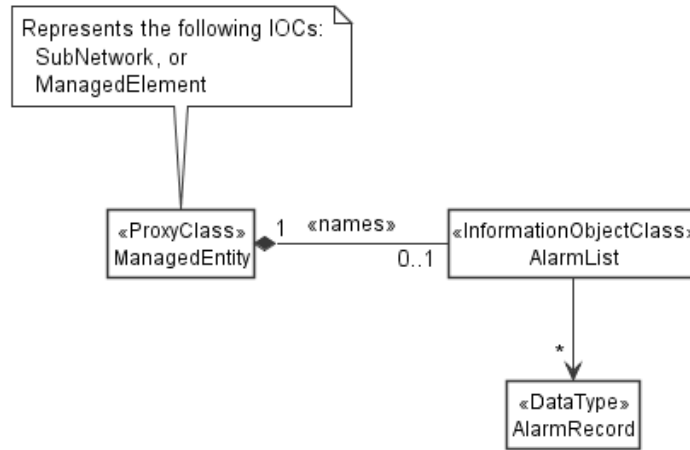 Represents the following IOCs:
SubNetwork, or
ManagedElement
«ProxyClass»
ManagedEntity
1
«names»
0..1
«InformationObjectClass»
AlarmList
*
«DataType»
AlarmRecord